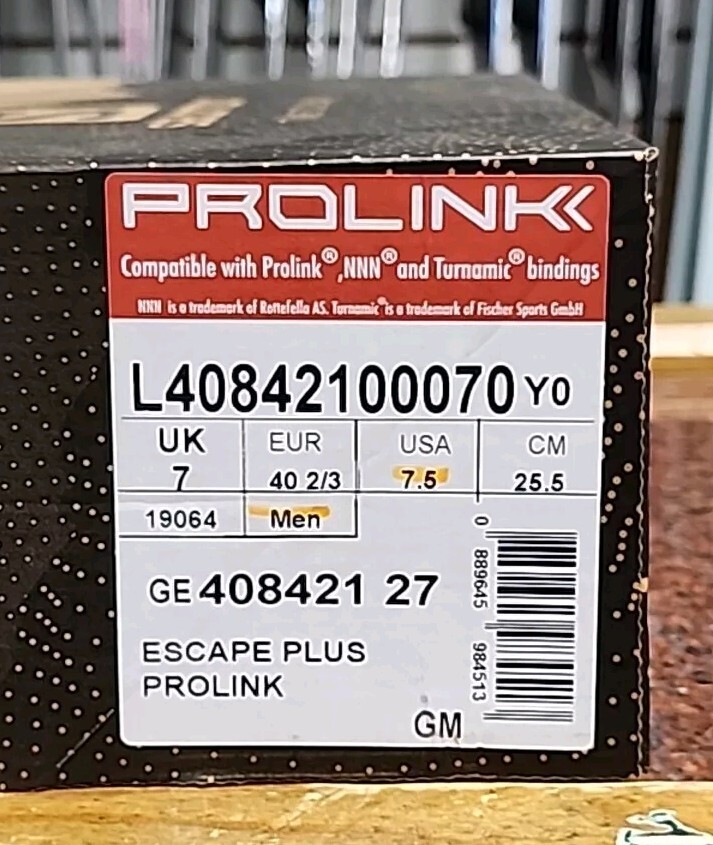 PROLINK
Compatible with Prolink®, NNN® and Turnamic® bindings
NNN is a trademark of Rottefella AS. Turnamic® is a trademark of Fischer Sports GmbH
L40842100070 Y0
UK EUR USA CM
7 40 2/3 7.5 25.5
19064 Men
GE 408421 27
ESCAPE PLUS
PROLINK
GM
0 889645 984513